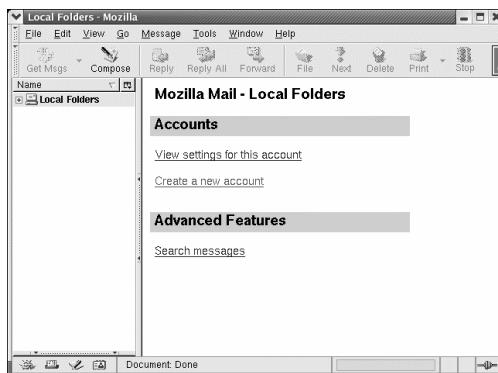 Local Folders - Mozilla
File Edit View Go Message Tools Window Help
Get Msgs Compose Reply Reply All Forward File Next Delete Print Stop
Name
Local Folders
Mozilla Mail - Local Folders
Accounts
View settings for this account
Create a new account
Advanced Features
Search messages
Document: Done